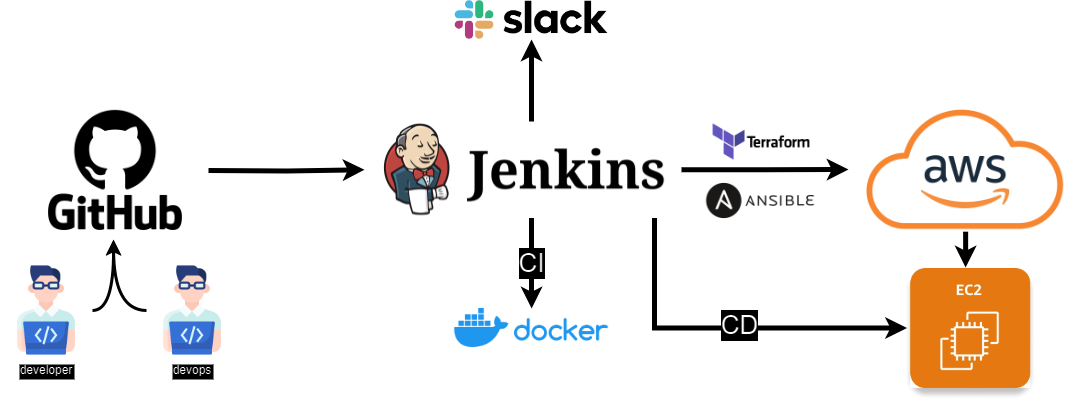 slack
GitHub
Jenkins
Terraform
A ANSIBLE
aws
CI
EC2
docker
CD
</> </>
developer devops